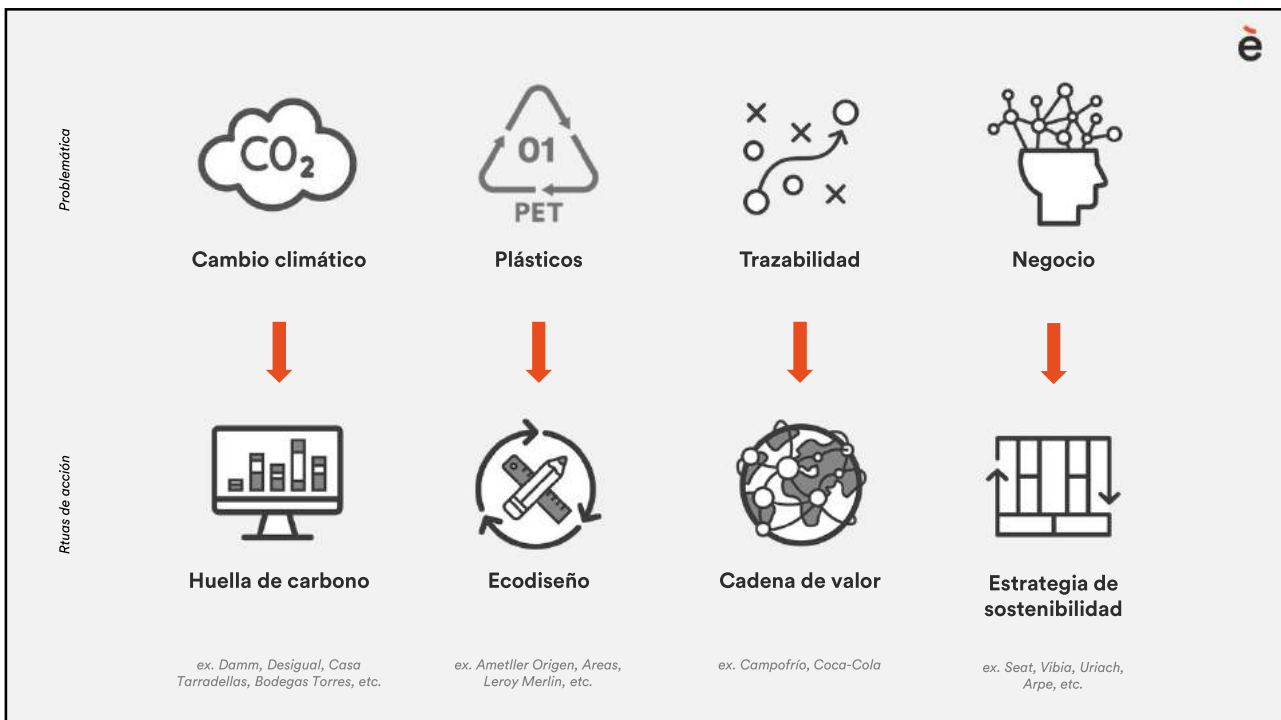 è
Problemática
CO₂
01
PET
Cambio climático
Plásticos
Trazabilidad
Negocio
Rtuas de acción
Huella de carbono
Ecodiseño
Cadena de valor
Estrategia de
sostenibilidad
ex. Damm, Desigual, Casa
Tarradellas, Bodegas Torres, etc.
ex. Ametller Origen, Areas,
Leroy Merlin, etc.
ex. Campofrío, Coca-Cola
ex. Seat, Vibia, Uriach,
Arpe, etc.